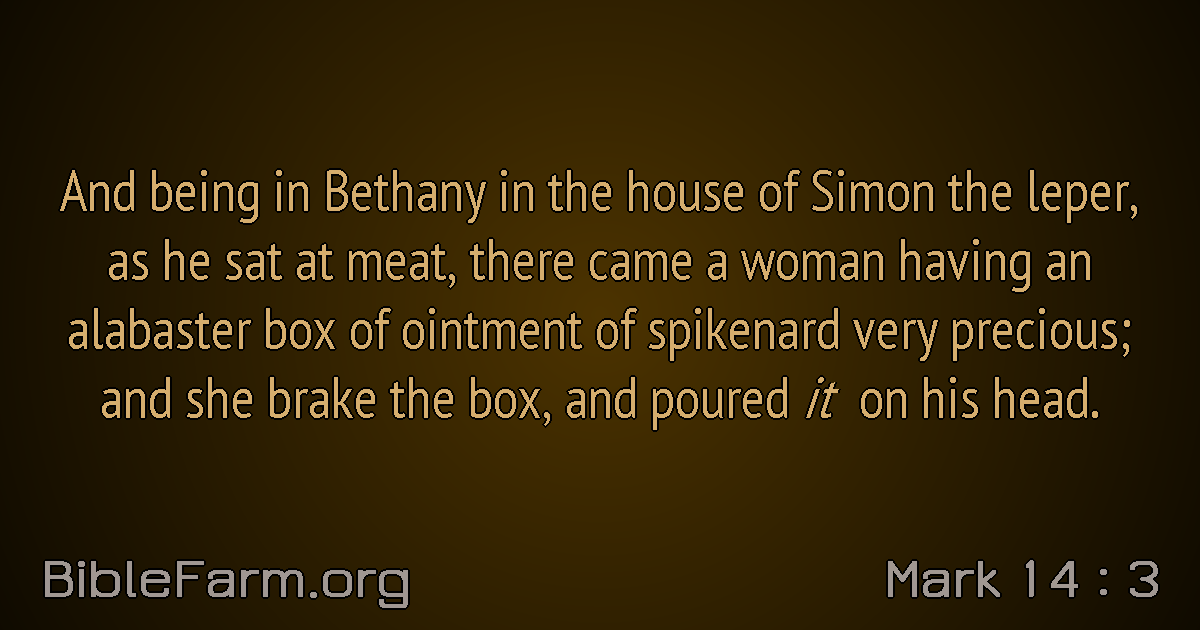 And being in Bethany in the house of Simon the leper,
as he sat at meat, there came a woman having an
alabaster box of ointment of spikenard very precious;
and she brake the box, and poured it on his head.
BibleFarm.org
Mark 14 : 3